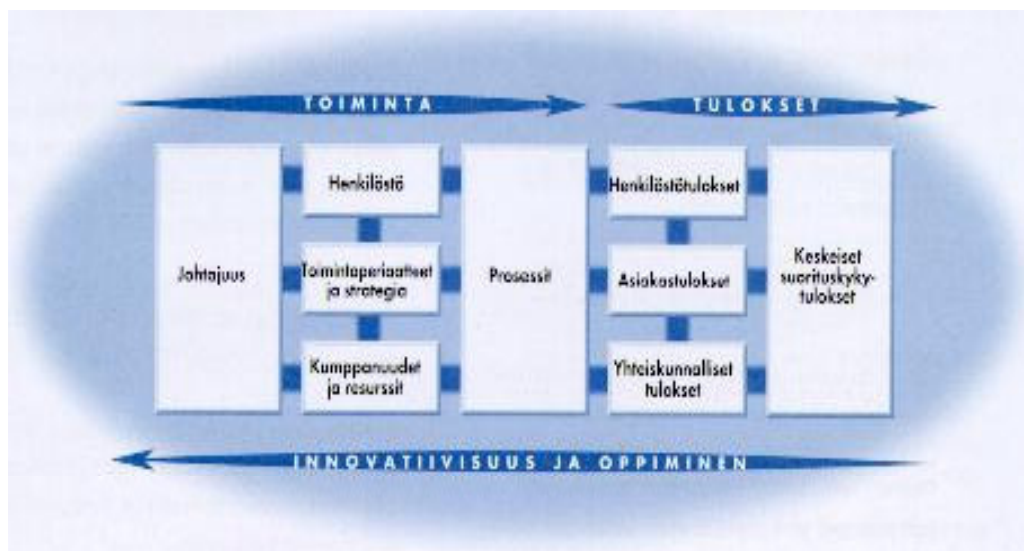 TOIMINTA
TULOKSET
Johtajuus
Henkilöstö
Toimintaperiaatteet
ja strategia
Kumppanuudet
ja resurssit
Prosessit
Henkilöstötulokset
Asiakastulokset
Yhteiskunnalliset
tulokset
Keskeiset
suorituskyky-
tulokset
INNOVATIIVISUUS JA OPPIMINEN